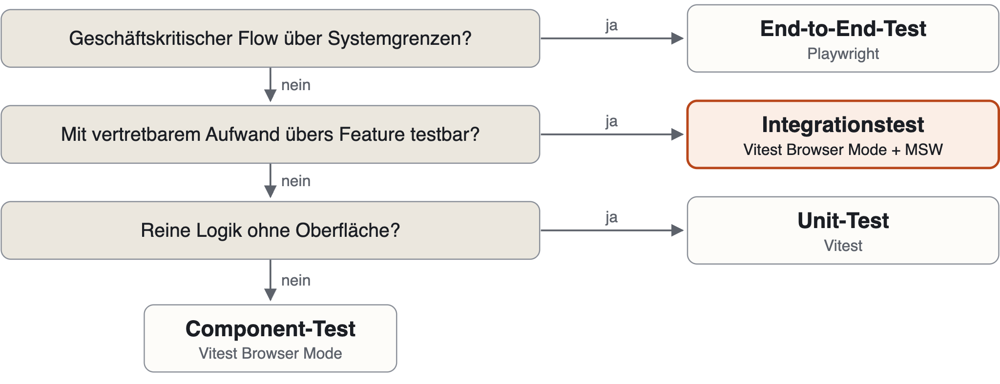 Geschäftskritischer Flow über Systemgrenzen?
ja
End-to-End-Test
Playwright
nein
Mit vertretbarem Aufwand übers Feature testbar?
ja
Integrationstest
Vitest Browser Mode + MSW
nein
Reine Logik ohne Oberfläche?
ja
Unit-Test
Vitest
nein
Component-Test
Vitest Browser Mode